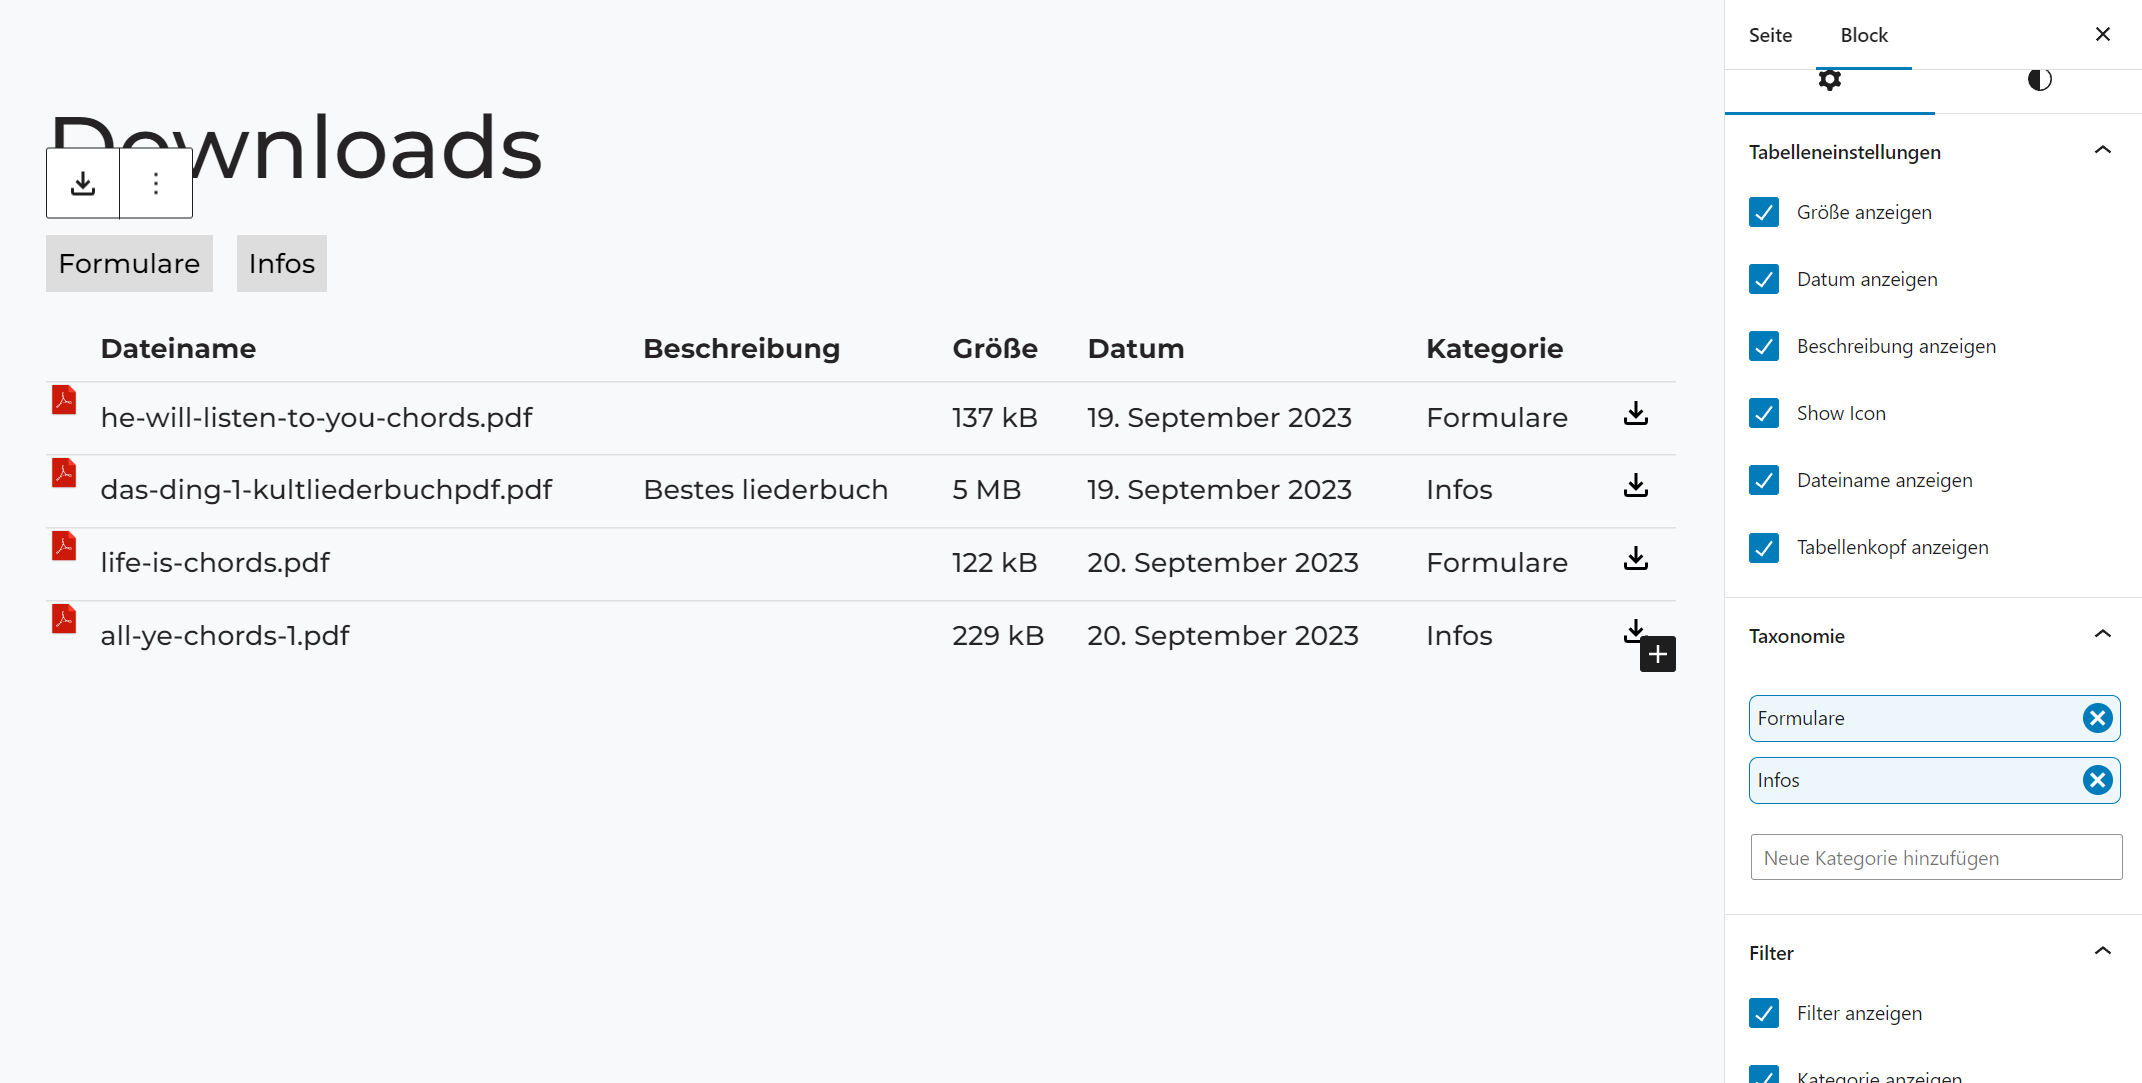 Downloads
Formulare Infos
Dateiname Beschreibung Größe Datum Kategorie
he-will-listen-to-you-chords.pdf 137 kB 19. September 2023 Formulare
das-ding-1-kultliederbuchpdf.pdf Bestes liederbuch 5 MB 19. September 2023 Infos
life-is-chords.pdf 122 kB 20. September 2023 Formulare
all-ye-chords-1.pdf 229 kB 20. September 2023 Infos
Seite Block
Tabelleneinstellungen
Größe anzeigen
Datum anzeigen
Beschreibung anzeigen
Show Icon
Dateiname anzeigen
Tabellenkopf anzeigen
Taxonomie
Formulare
Infos
Neue Kategorie hinzufügen
Filter
Filter anzeigen
Kategorie anzeigen